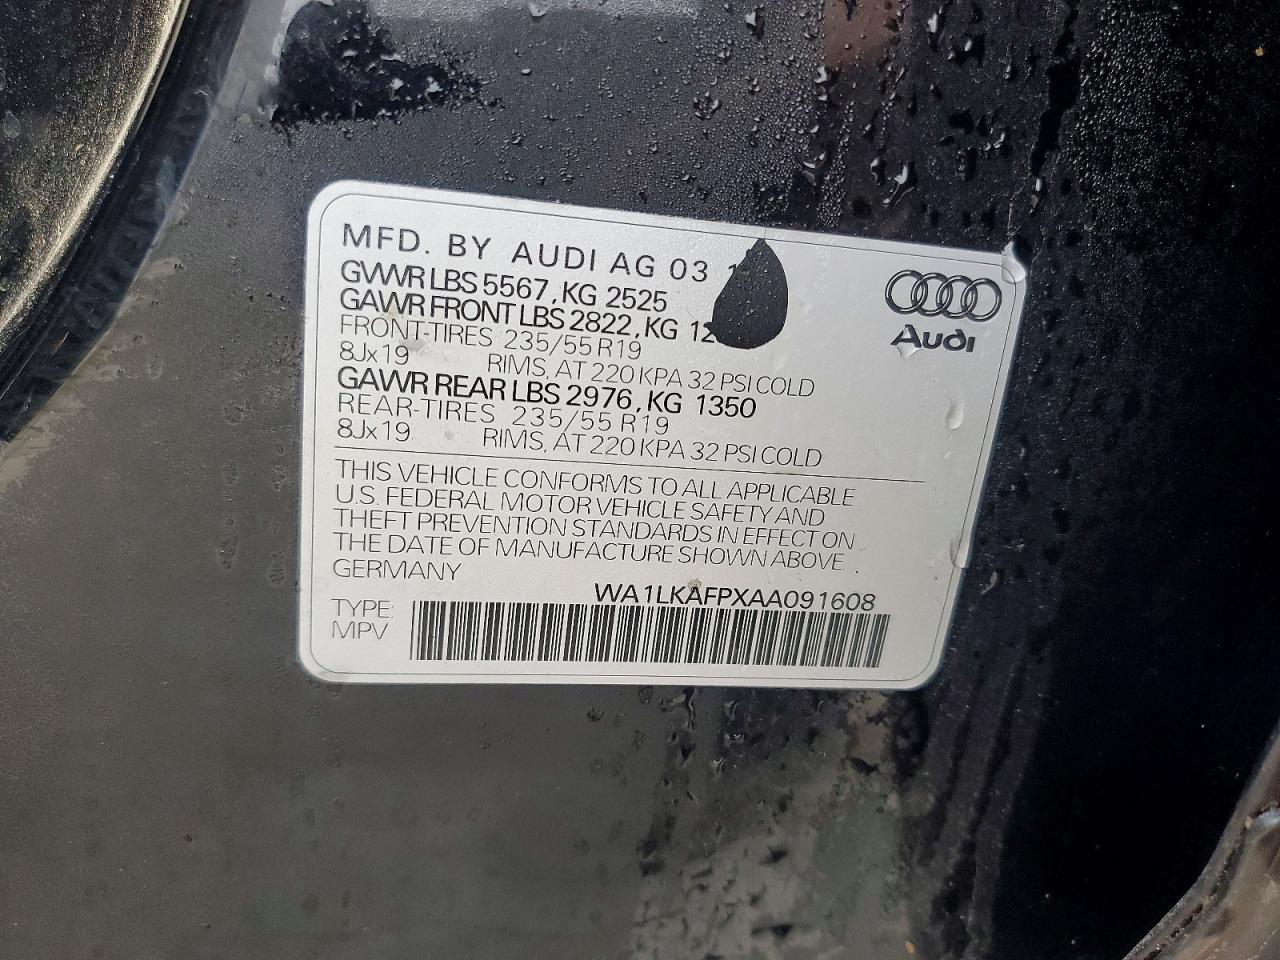 MFD. BY AUDI AG 03
GVWR LBS 5567, KG 2525
GAWR FRONT LBS 2822, KG
FRONT-TIRES 235/55 R19
8Jx19 RIMS, AT 220 KPA 32 PSI COLD
GAWR REAR LBS 2976, KG 1350
REAR-TIRES 235/55 R19
8Jx19 RIMS, AT 220 KPA 32 PSI COLD
Audi
THIS VEHICLE CONFORMS TO ALL APPLICABLE
U.S. FEDERAL MOTOR VEHICLE SAFETY AND
THEFT PREVENTION STANDARDS IN EFFECT ON
THE DATE OF MANUFACTURE SHOWN ABOVE.
GERMANY
WA1LKAFPXAA091608
TYPE:
MPV